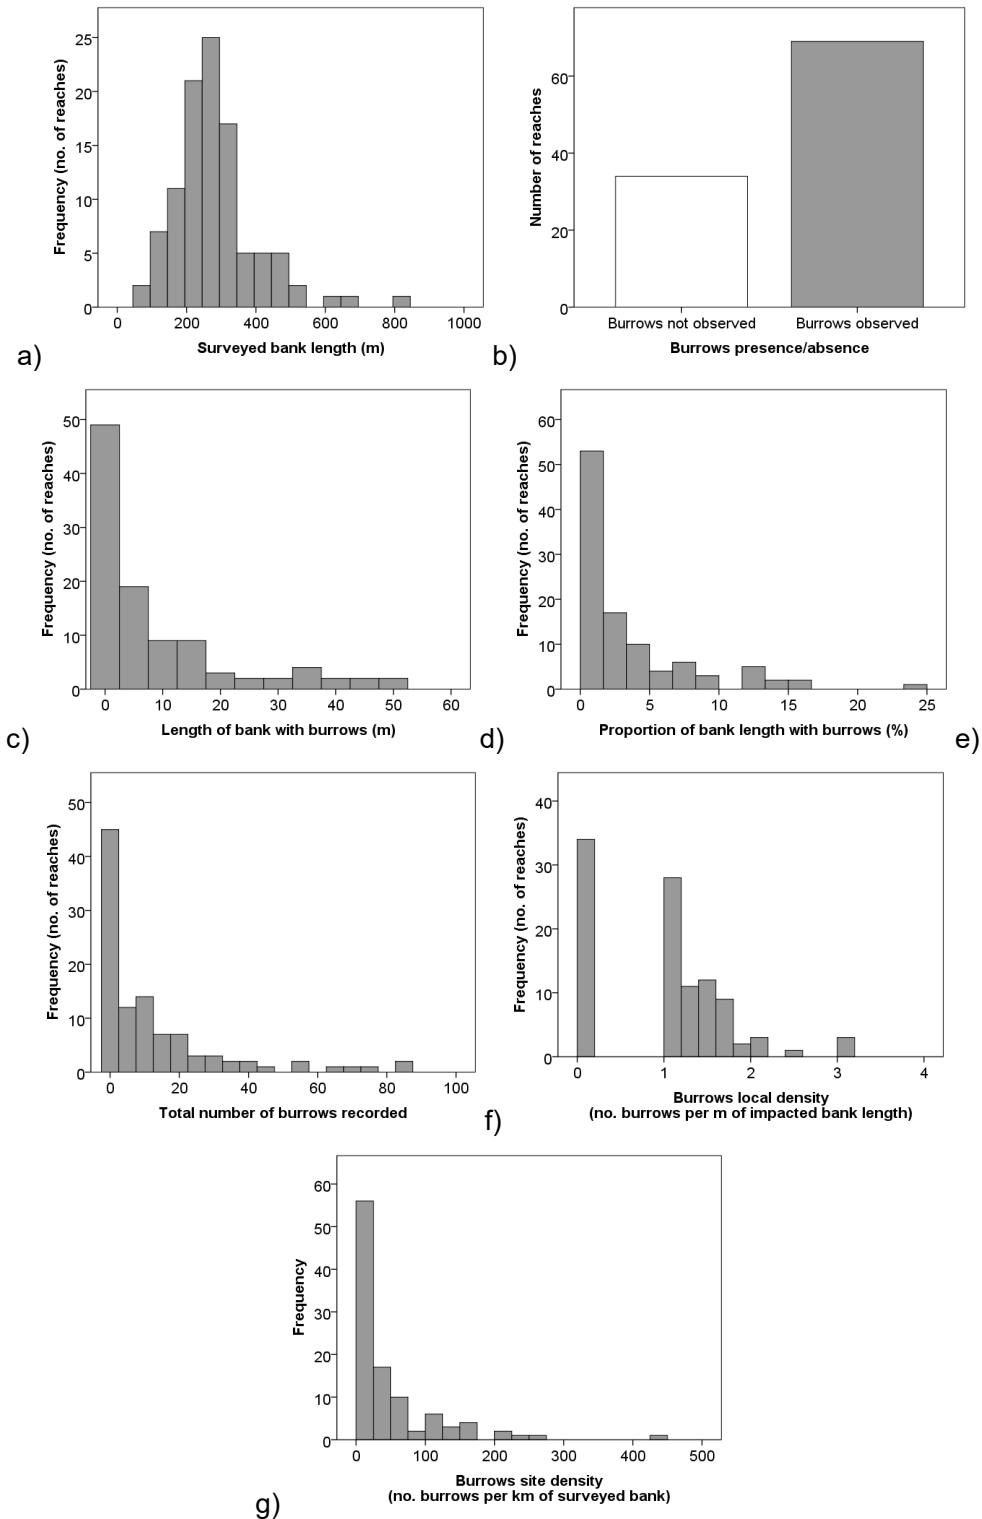 25
20
15
10
5
0
Frequency (no. of reaches)
0 200 400 600 800 1000
Surveyed bank length (m)
a)
60
40
20
0
Number of reaches
Burrows not observed Burrows observed
Burrows presence/absence
b)
50
40
30
20
10
0
Frequency (no. of reaches)
0 10 20 30 40 50 60
Length of bank with burrows (m)
c)
60
50
40
30
20
10
0
Frequency (no. of reaches)
0 5 10 15 20 25
Proportion of bank length with burrows (%)
d)
e)
50
40
30
20
10
0
Frequency (no. of reaches)
0 20 40 60 80 100
Total number of burrows recorded
40
30
20
10
0
Frequency (no. of reaches)
0 1 2 3 4
Burrows local density
(no. burrows per m of impacted bank length)
f)
60
50
40
30
20
10
0
Frequency
0 100 200 300 400 500
Burrows site density
(no. burrows per km of surveyed bank)
g)